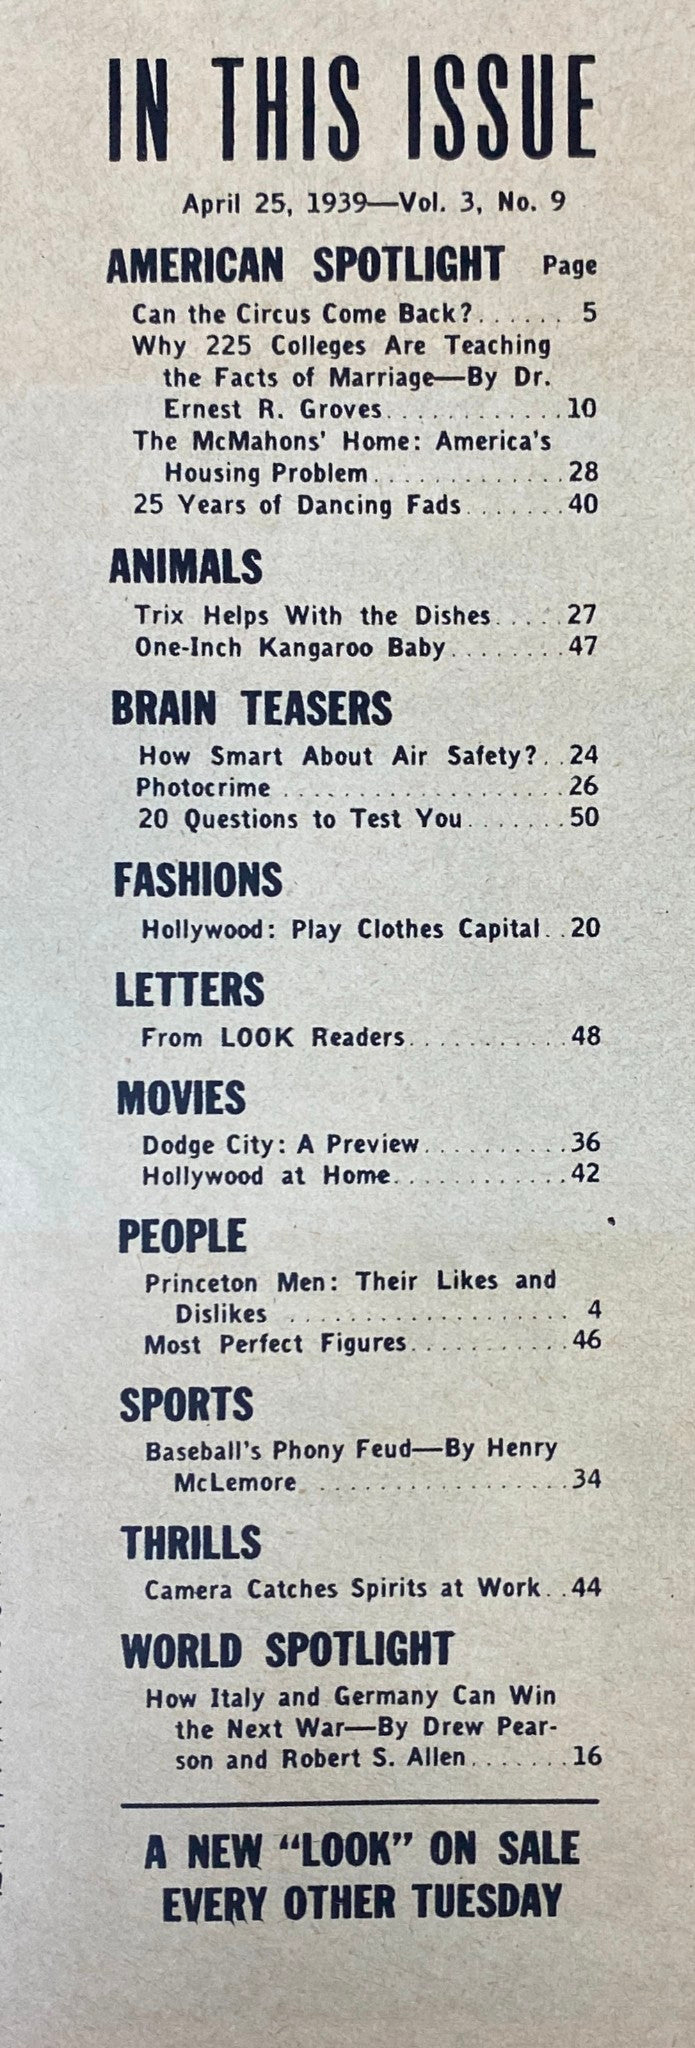 IN THIS ISSUE
April 25, 1939—Vol. 3, No. 9
AMERICAN SPOTLIGHT Page
Can the Circus Come Back?...... 5
Why 225 Colleges Are Teaching
the Facts of Marriage—By Dr.
Ernest R. Groves............10
The McMahons' Home: America's
Housing Problem.............28
25 Years of Dancing Fads.......40
ANIMALS
Trix Helps With the Dishes.....27
One-Inch Kangaroo Baby........47
BRAIN TEASERS
How Smart About Air Safety?..24
Photocrime ...................26
20 Questions to Test You.......50
FASHIONS
Hollywood: Play Clothes Capital..20
LETTERS
From LOOK Readers...........48
MOVIES
Dodge City: A Preview..........36
Hollywood at Home............42
PEOPLE
Princeton Men: Their Likes and
Dislikes ................... 4
Most Perfect Figures...........46
SPORTS
Baseball's Phony Feud—By Henry
McLemore .................34
THRILLS
Camera Catches Spirits at Work..44
WORLD SPOTLIGHT
How Italy and Germany Can Win
the Next War—By Drew Pear-
son and Robert S. Allen.......16
A NEW “LOOK” ON SALE
EVERY OTHER TUESDAY